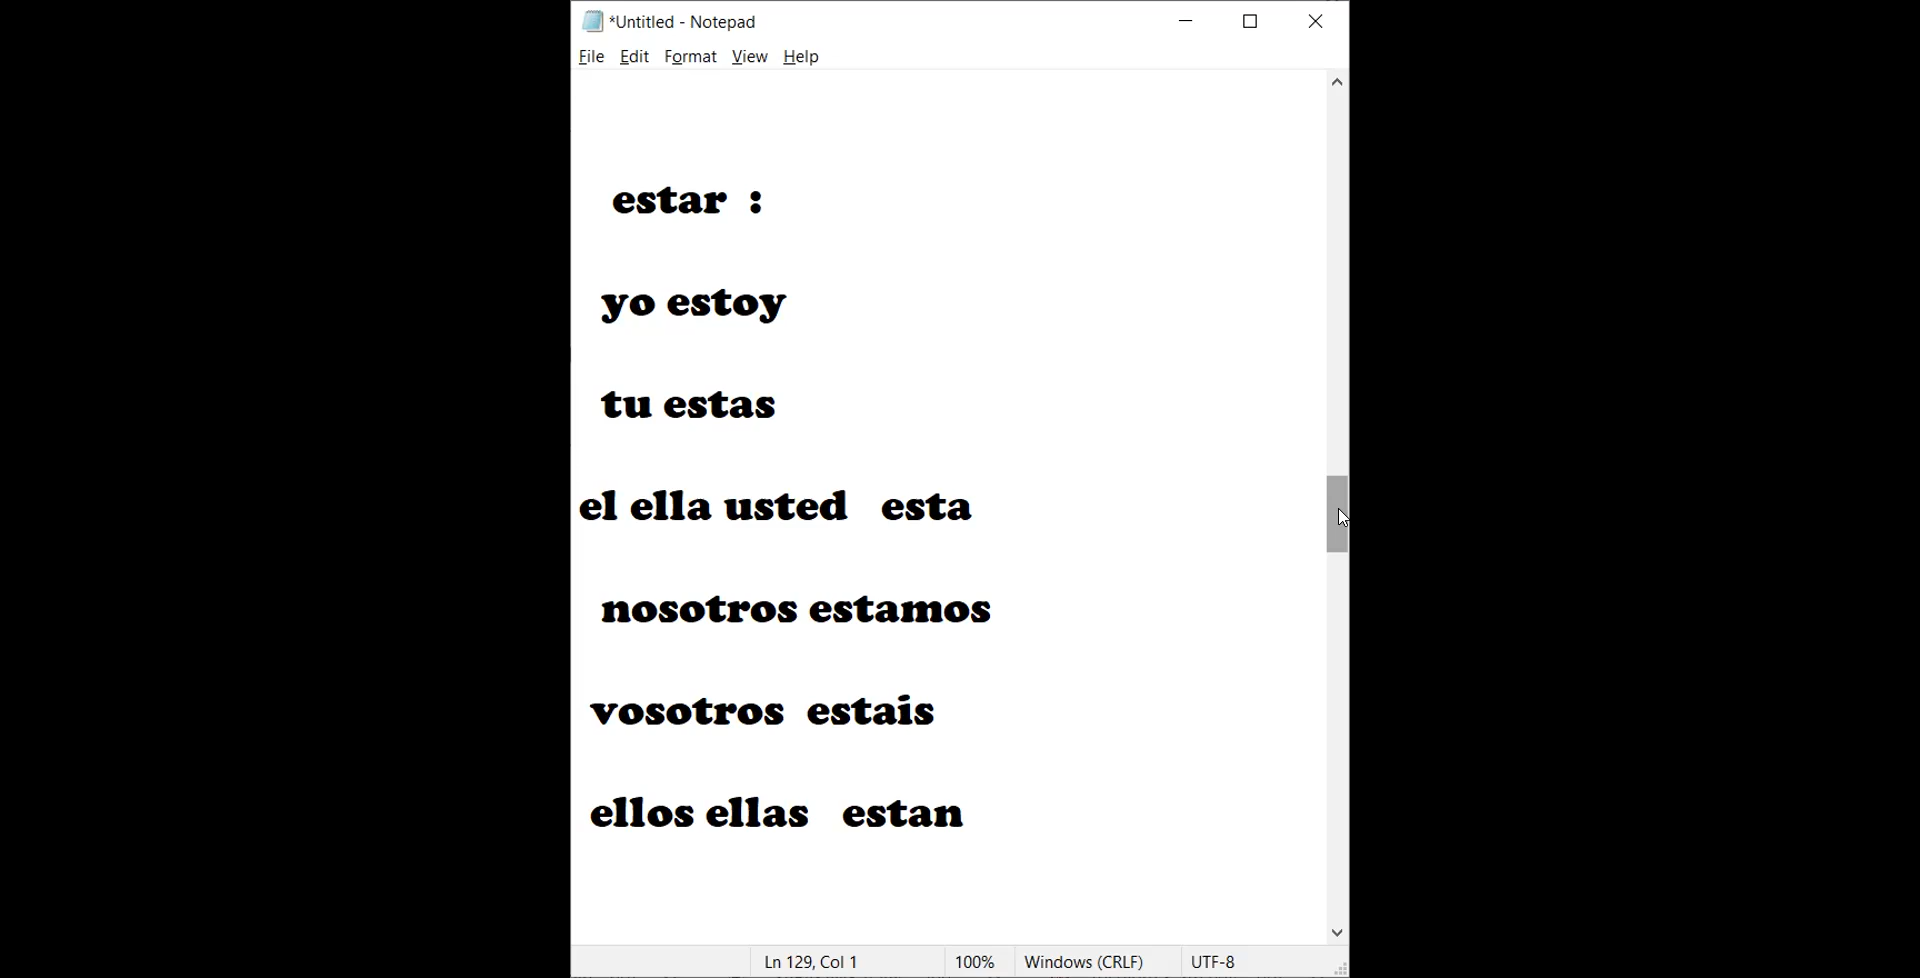 *Untitled - Notepad
File Edit Format View Help
estar :
yo estoy
tu estas
el ella usted esta
nosotros estamos
vosotros estais
ellos ellas estan
Ln 129, Col 1 100% Windows (CRLF) UTF-8